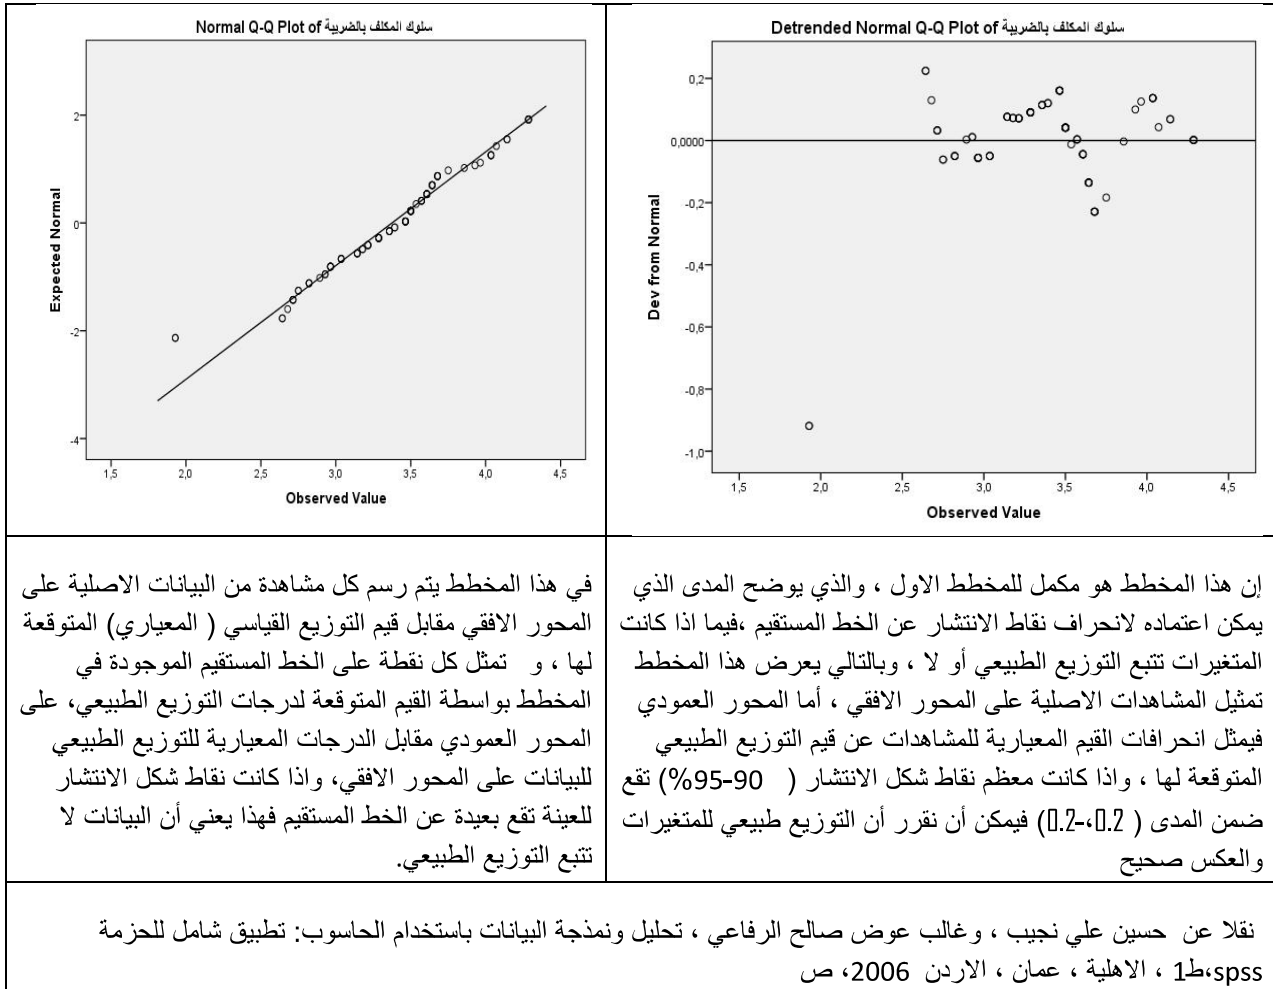 Normal Q-Q Plot of سلوك المكلف بالضريبة
Expected Normal
2
0
-2
-4
1,5 2,0 2,5 3,0 3,5 4,0 4,5
Observed Value
Detrended Normal Q-Q Plot of سلوك المكلف بالضريبة
Dev from Normal
0,2
0,0000
-0,2
-0,4
-0,6
-0,8
-1,0
1,5 2,0 2,5 3,0 3,5 4,0 4,5
Observed Value
إن هذا المخطط هو مكمل للمخطط الاول ، والذي يوضح المدى الذي
يمكن اعتماده لانحراف نقاط الانتشار عن الخط المستقيم ،فيما اذا كانت
المتغيرات تتبع التوزيع الطبيعي أو لا ، وبالتالي يعرض هذا المخطط
تمثيل المشاهدات الاصلية على المحور الافقي ، أما المحور العمودي
فيمثل انحرافات القيم المعيارية للمشاهدات عن قيم التوزيع الطبيعي
المتوقعة لها ، واذا كانت معظم نقاط شكل الانتشار ( 90-95%) تقع
ضمن المدى ( 2.،-2.) فيمكن أن نقرر أن التوزيع طبيعي للمتغيرات
والعكس صحيح
في هذا المخطط يتم رسم كل مشاهدة من البيانات الاصلية على
المحور الافقي مقابل قيم التوزيع القياسي ( المعياري) المتوقعة
لها ، و تمثل كل نقطة على الخط المستقيم الموجودة في
المخطط بواسطة القيم المتوقعة لدرجات التوزيع الطبيعي، على
المحور العمودي مقابل الدرجات المعيارية للتوزيع الطبيعي
للبيانات على المحور الافقي، واذا كانت نقاط شكل الانتشار
للعينة تقع بعيدة عن الخط المستقيم فهذا يعني أن البيانات لا
تتبع التوزيع الطبيعي.
نقلا عن حسين علي نجيب ، وغالب عوض صالح الرفاعي ، تحليل ونمذجة البيانات باستخدام الحاسوب: تطبيق شامل للحزمة
spss،ط1 ، الاهلية ، عمان ، الاردن 2006، ص